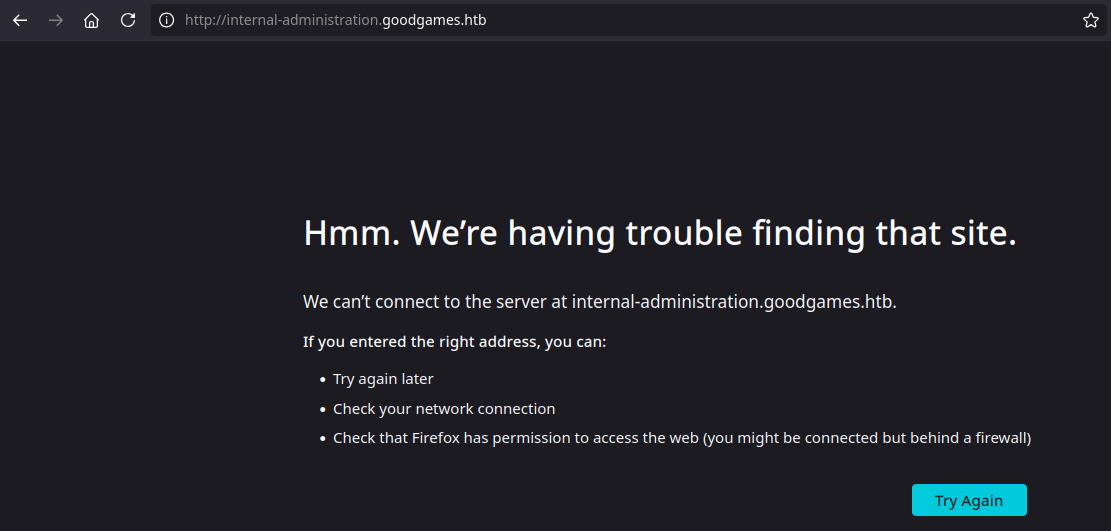 http://internal-administration.goodgames.htb
Hmm. We’re having trouble finding that site.
We can’t connect to the server at internal-administration.goodgames.htb.
If you entered the right address, you can:
• Try again later
• Check your network connection
• Check that Firefox has permission to access the web (you might be connected but behind a firewall)
Try Again